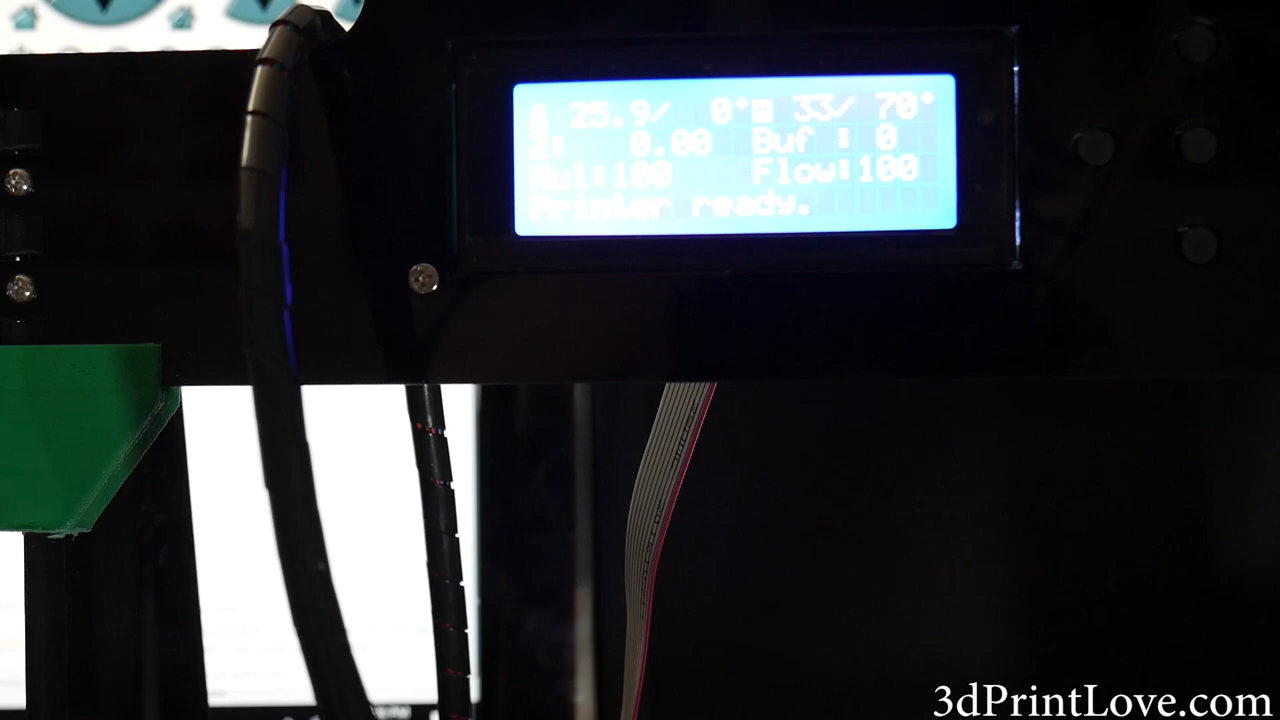 25.9/ 0° 33/ 70°
Z: 0.00 Buf : 0
Mul:100 Flow:100
Printer ready.
3dPrintLove.com